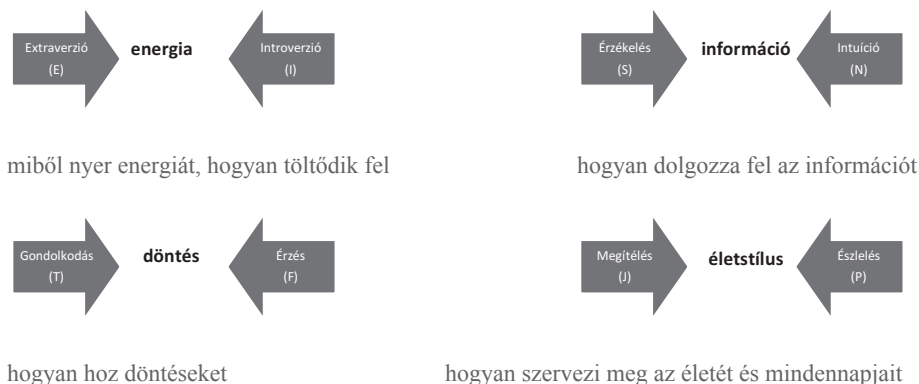 Extraverzió
(E)
energia
Introverzió
(I)
Érzékelés
(S)
információ
Intuíció
(N)
miből nyer energiát, hogyan töltődik fel
hogyan dolgozza fel az információt
Gondolkodás
(T)
döntés
Érzés
(F)
Megítélés
(J)
életstílus
Észlelés
(P)
hogyan hoz döntéseket
hogyan szervezi meg az életét és mindennapjait